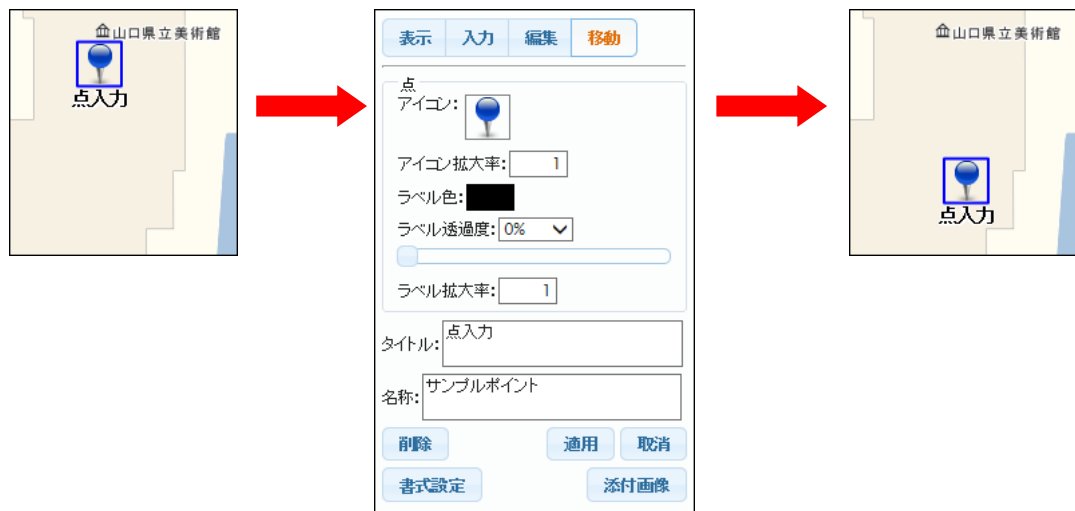 山口県立美術館
点入力
表示 入力 編集 移動
点
アイコン:
アイコン拡大率: 1
ラベル色:
ラベル透過度: 0%
ラベル拡大率: 1
タイトル: 点入力
名称: サンプルポイント
削除 適用 取消
書式設定 添付画像
山口県立美術館
点入力